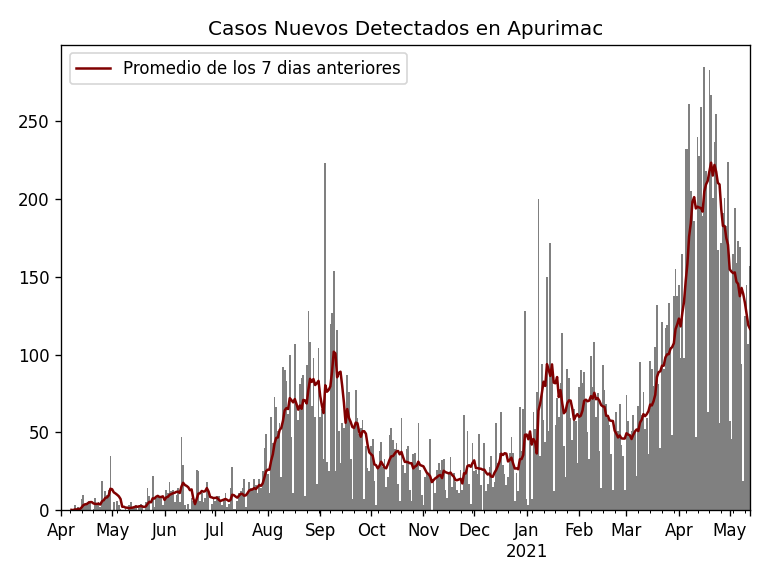 Casos Nuevos Detectados en Apurimac
Promedio de los 7 dias anteriores
250
200
150
100
50
0
Apr May Jun Jul Aug Sep Oct Nov Dec Jan Feb Mar Apr May
2021